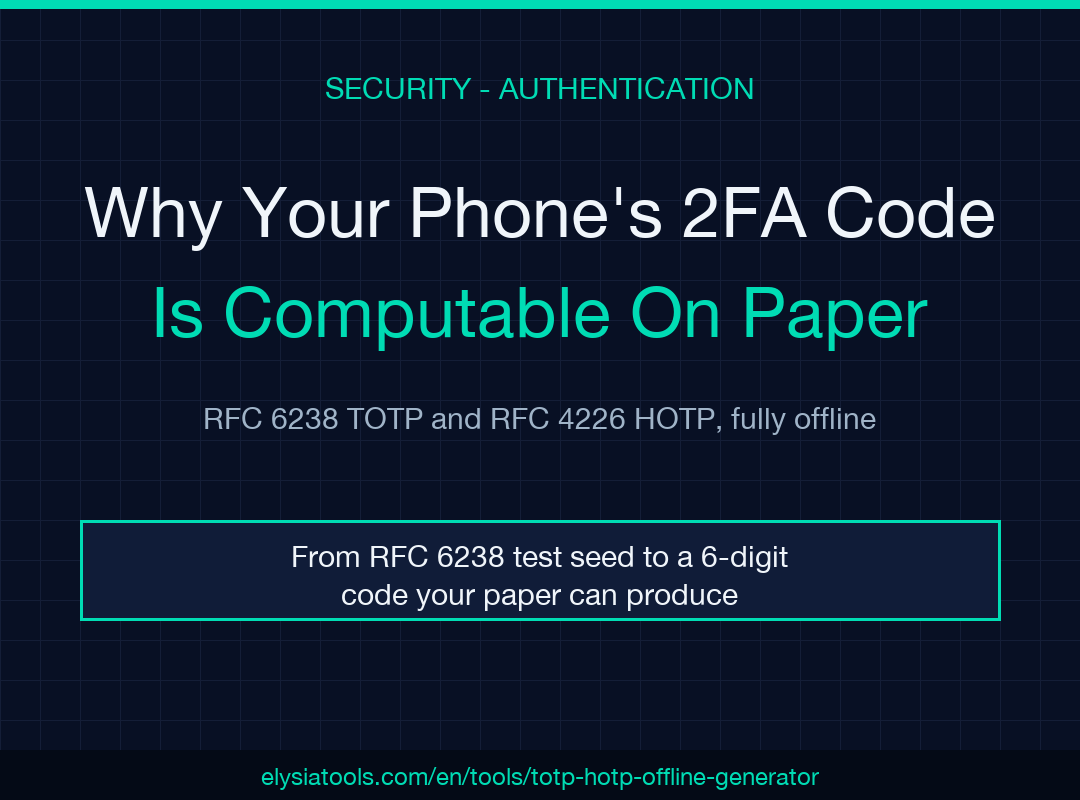 SECURITY - AUTHENTICATION
Why Your Phone's 2FA Code
Is Computable On Paper
RFC 6238 TOTP and RFC 4226 HOTP, fully offline
From RFC 6238 test seed to a 6-digit
code your paper can produce
elysiatools.com/en/tools/totp-hotp-offline-generator